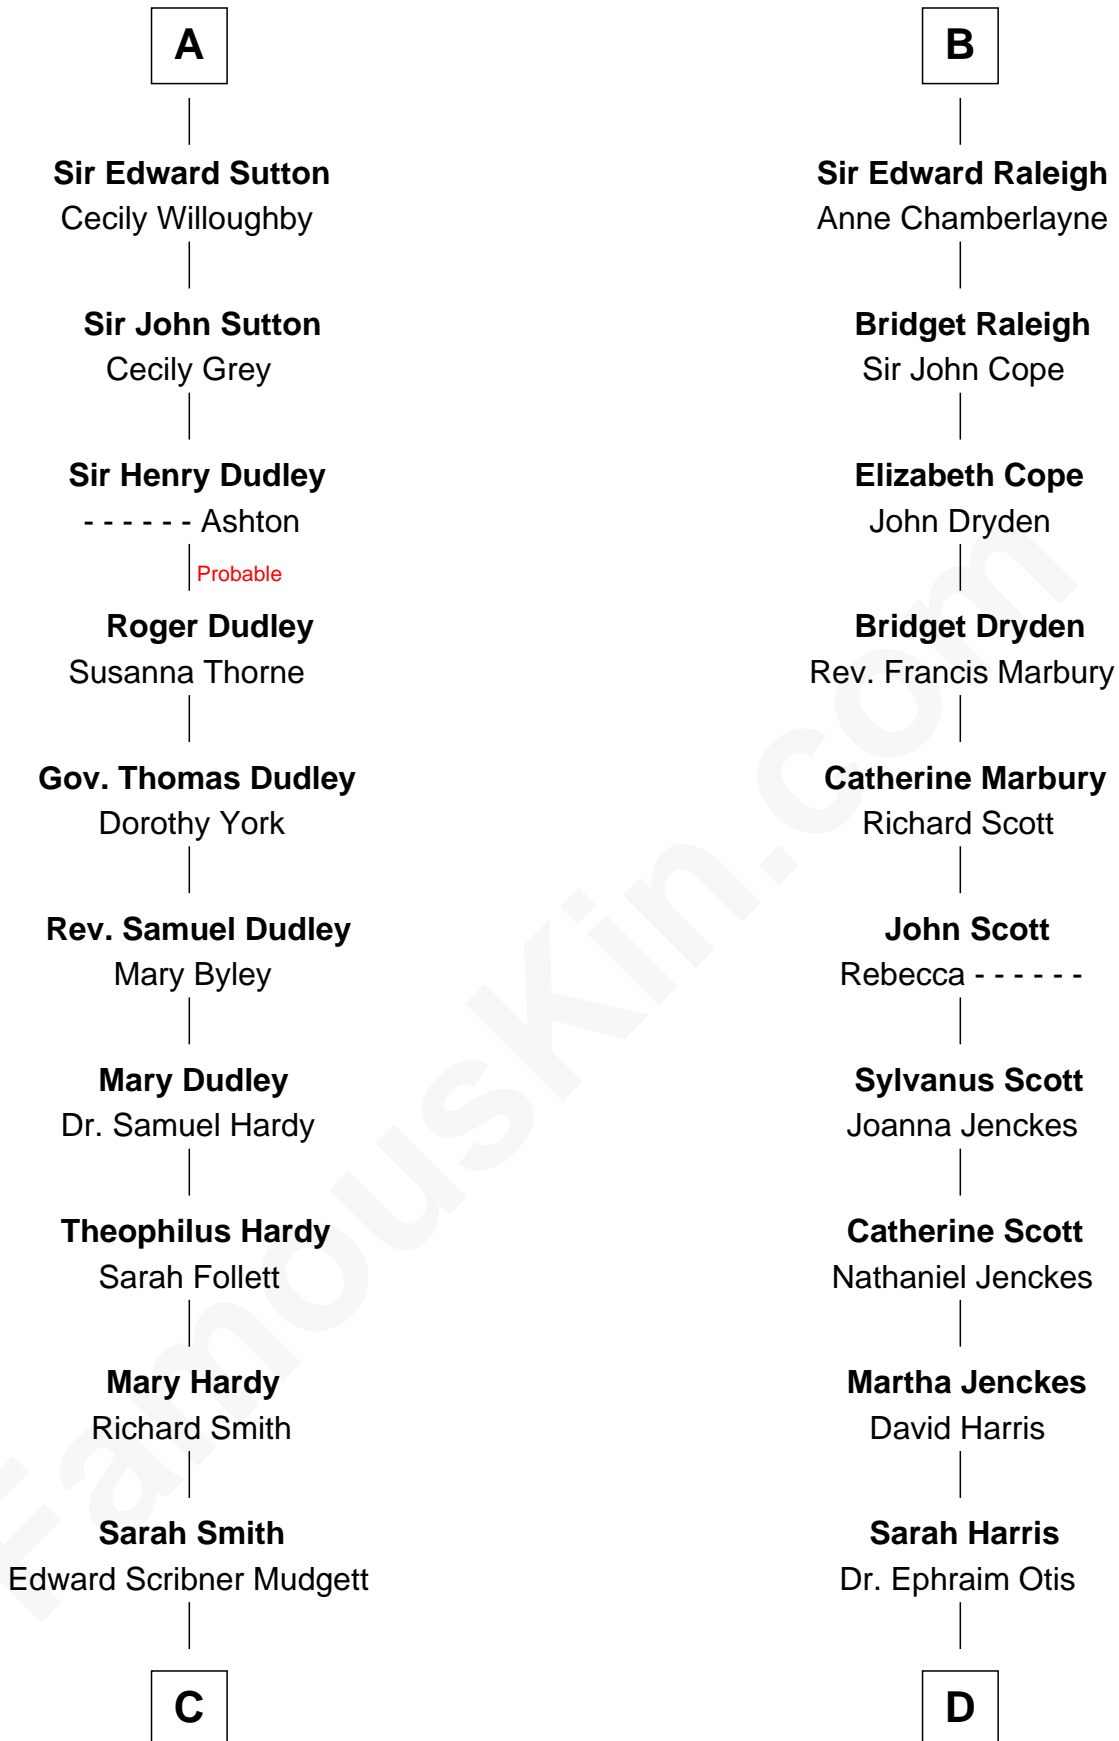 A
Sir Edward Sutton
Cecily Willoughby
Sir John Sutton
Cecily Grey
Sir Henry Dudley
- - - - - - Ashton
Probable
Roger Dudley
Susanna Thorne
Gov. Thomas Dudley
Dorothy York
Rev. Samuel Dudley
Mary Byley
Mary Dudley
Dr. Samuel Hardy
Theophilus Hardy
Sarah Follett
Mary Hardy
Richard Smith
Sarah Smith
Edward Scribner Mudgett
C
B
Sir Edward Raleigh
Anne Chamberlayne
Bridget Raleigh
Sir John Cope
Elizabeth Cope
John Dryden
Bridget Dryden
Rev. Francis Marbury
Catherine Marbury
Richard Scott
John Scott
Rebecca - - - - - -
Sylvanus Scott
Joanna Jenckes
Catherine Scott
Nathaniel Jenckes
Martha Jenckes
David Harris
Sarah Harris
Dr. Ephraim Otis
D
FamousKin.com